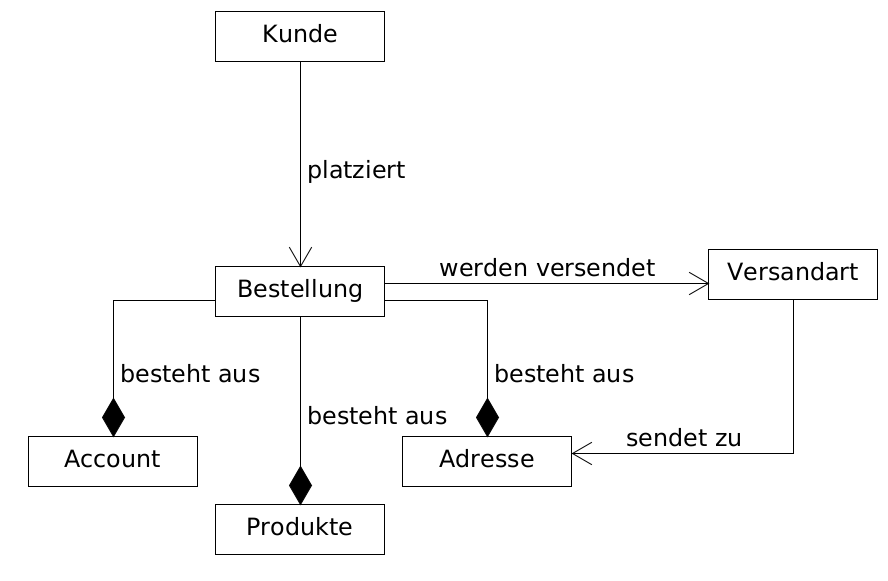 Kunde
platziert
werden versendet
Versandart
Bestellung
besteht aus
besteht aus
besteht aus
sendet zu
Account
Adresse
Produkte